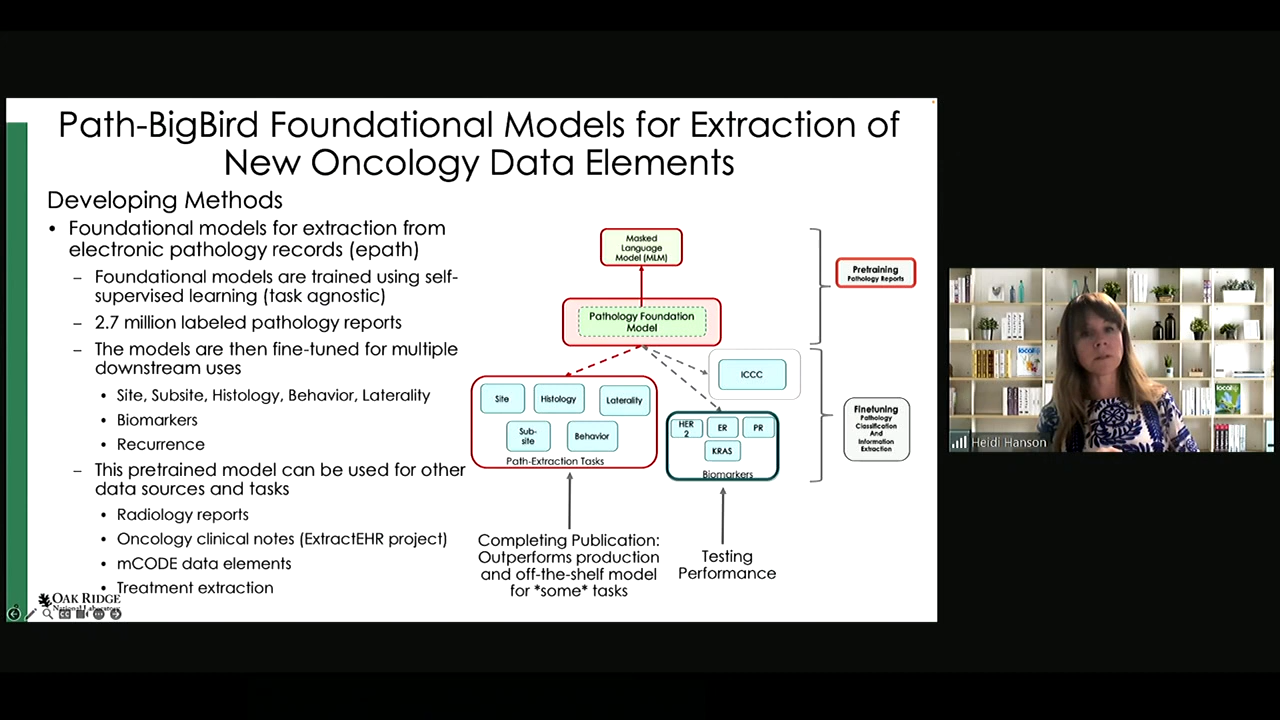 Path-BigBird Foundational Models for Extraction of
New Oncology Data Elements
Developing Methods
• Foundational models for extraction from
electronic pathology records (epath)
– Foundational models are trained using self-
supervised learning (task agnostic)
– 2.7 million labeled pathology reports
– The models are then fine-tuned for multiple
downstream uses
• Site, Subsite, Histology, Behavior, Laterality
• Biomarkers
• Recurrence
– This pretrained model can be used for other
data sources and tasks
• Radiology reports
• Oncology clinical notes (ExtractEHR project)
• mCODE data elements
• Treatment extraction
OAK RIDGE
National Laboratory
Masked
Language
Model (MLM)
Pathology Foundation
Model
Site
Histology
Laterality
Sub-
site
Behavior
Path-Extraction Tasks
ICCC
HER
2
ER
PR
KRAS
Biomarkers
Completing Publication:
Outperforms production
and off-the-shelf model
for *some* tasks
Testing
Performance
Pretraining
Pathology Reports
Finetuning
Pathology
Classification
And
Information
Extraction
local
local
Heidi Hanson